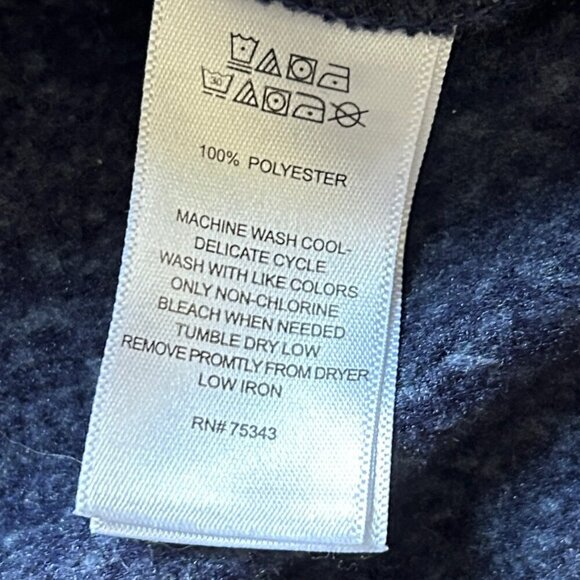 30
100% POLYESTER
MACHINE WASH COOL-
DELICATE CYCLE
WASH WITH LIKE COLORS
ONLY NON-CHLORINE
BLEACH WHEN NEEDED
TUMBLE DRY LOW
REMOVE PROMTLY FROM DRYER
LOW IRON
RN# 75343